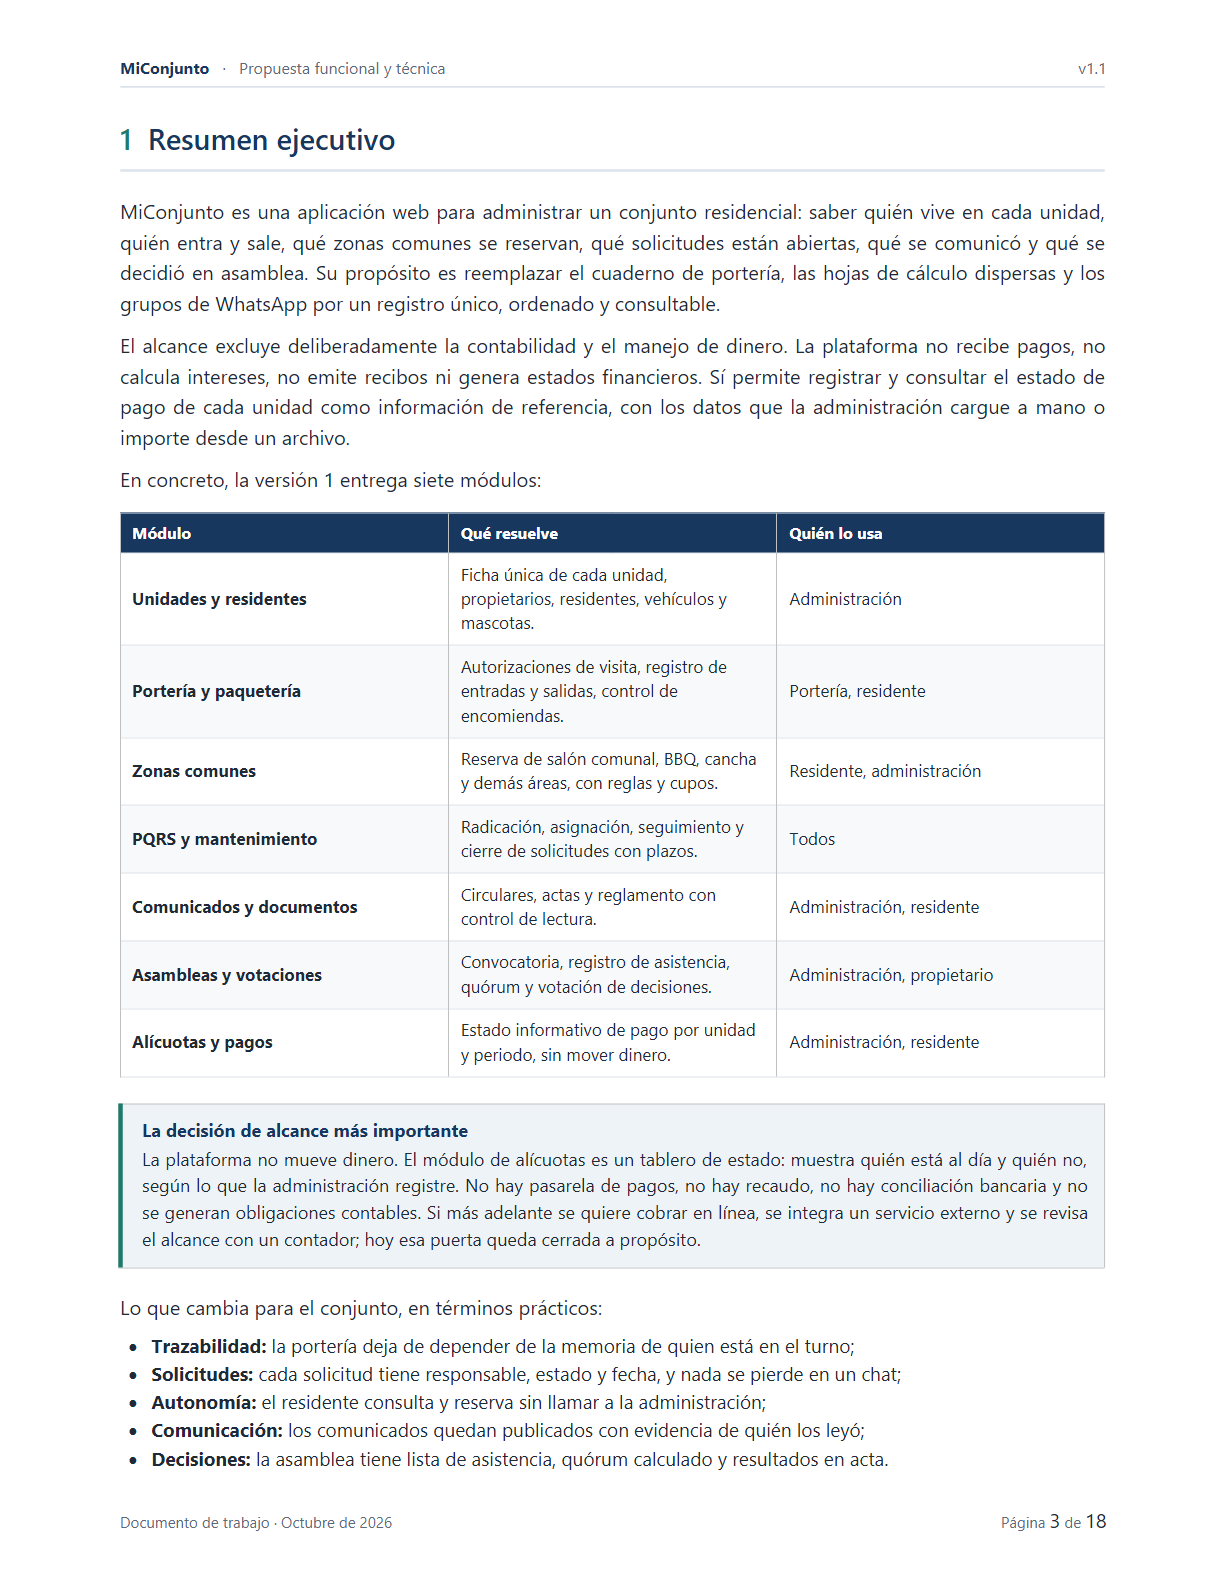 MiConjunto · Propuesta funcional y técnica v1.1
1 Resumen ejecutivo
MiConjunto es una aplicación web para administrar un conjunto residencial: saber quién vive en cada unidad,
quién entra y sale, qué zonas comunes se reservan, qué solicitudes están abiertas, qué se comunicó y qué se
decidió en asamblea. Su propósito es reemplazar el cuaderno de portería, las hojas de cálculo dispersas y los
grupos de WhatsApp por un registro único, ordenado y consultable.
El alcance excluye deliberadamente la contabilidad y el manejo de dinero. La plataforma no recibe pagos, no
calcula intereses, no emite recibos ni genera estados financieros. Sí permite registrar y consultar el estado de
pago de cada unidad como información de referencia, con los datos que la administración cargue a mano o
importe desde un archivo.
En concreto, la versión 1 entrega siete módulos:
Módulo Qué resuelve Quién lo usa
Unidades y residentes
Ficha única de cada unidad,
propietarios, residentes, vehículos y
mascotas.
Administración
Portería y paquetería
Autorizaciones de visita, registro de
entradas y salidas, control de
encomiendas.
Portería, residente
Zonas comunes
Reserva de salón comunal, BBQ, cancha
y demás áreas, con reglas y cupos.
Residente, administración
PQRS y mantenimiento
Radicación, asignación, seguimiento y
cierre de solicitudes con plazos.
Todos
Comunicados y documentos
Circulares, actas y reglamento con
control de lectura.
Administración, residente
Asambleas y votaciones
Convocatoria, registro de asistencia,
quórum y votación de decisiones.
Administración, propietario
Alícuotas y pagos
Estado informativo de pago por unidad
y periodo, sin mover dinero.
Administración, residente
La decisión de alcance más importante
La plataforma no mueve dinero. El módulo de alícuotas es un tablero de estado: muestra quién está al día y quién no,
según lo que la administración registre. No hay pasarela de pagos, no hay recaudo, no hay conciliación bancaria y no
se generan obligaciones contables. Si más adelante se quiere cobrar en línea, se integra un servicio externo y se revisa
el alcance con un contador; hoy esa puerta queda cerrada a propósito.
Lo que cambia para el conjunto, en términos prácticos:
• Trazabilidad: la portería deja de depender de la memoria de quien está en el turno;
• Solicitudes: cada solicitud tiene responsable, estado y fecha, y nada se pierde en un chat;
• Autonomía: el residente consulta y reserva sin llamar a la administración;
• Comunicación: los comunicados quedan publicados con evidencia de quién los leyó;
• Decisiones: la asamblea tiene lista de asistencia, quórum calculado y resultados en acta.
Documento de trabajo · Octubre de 2026 Página 3 de 18